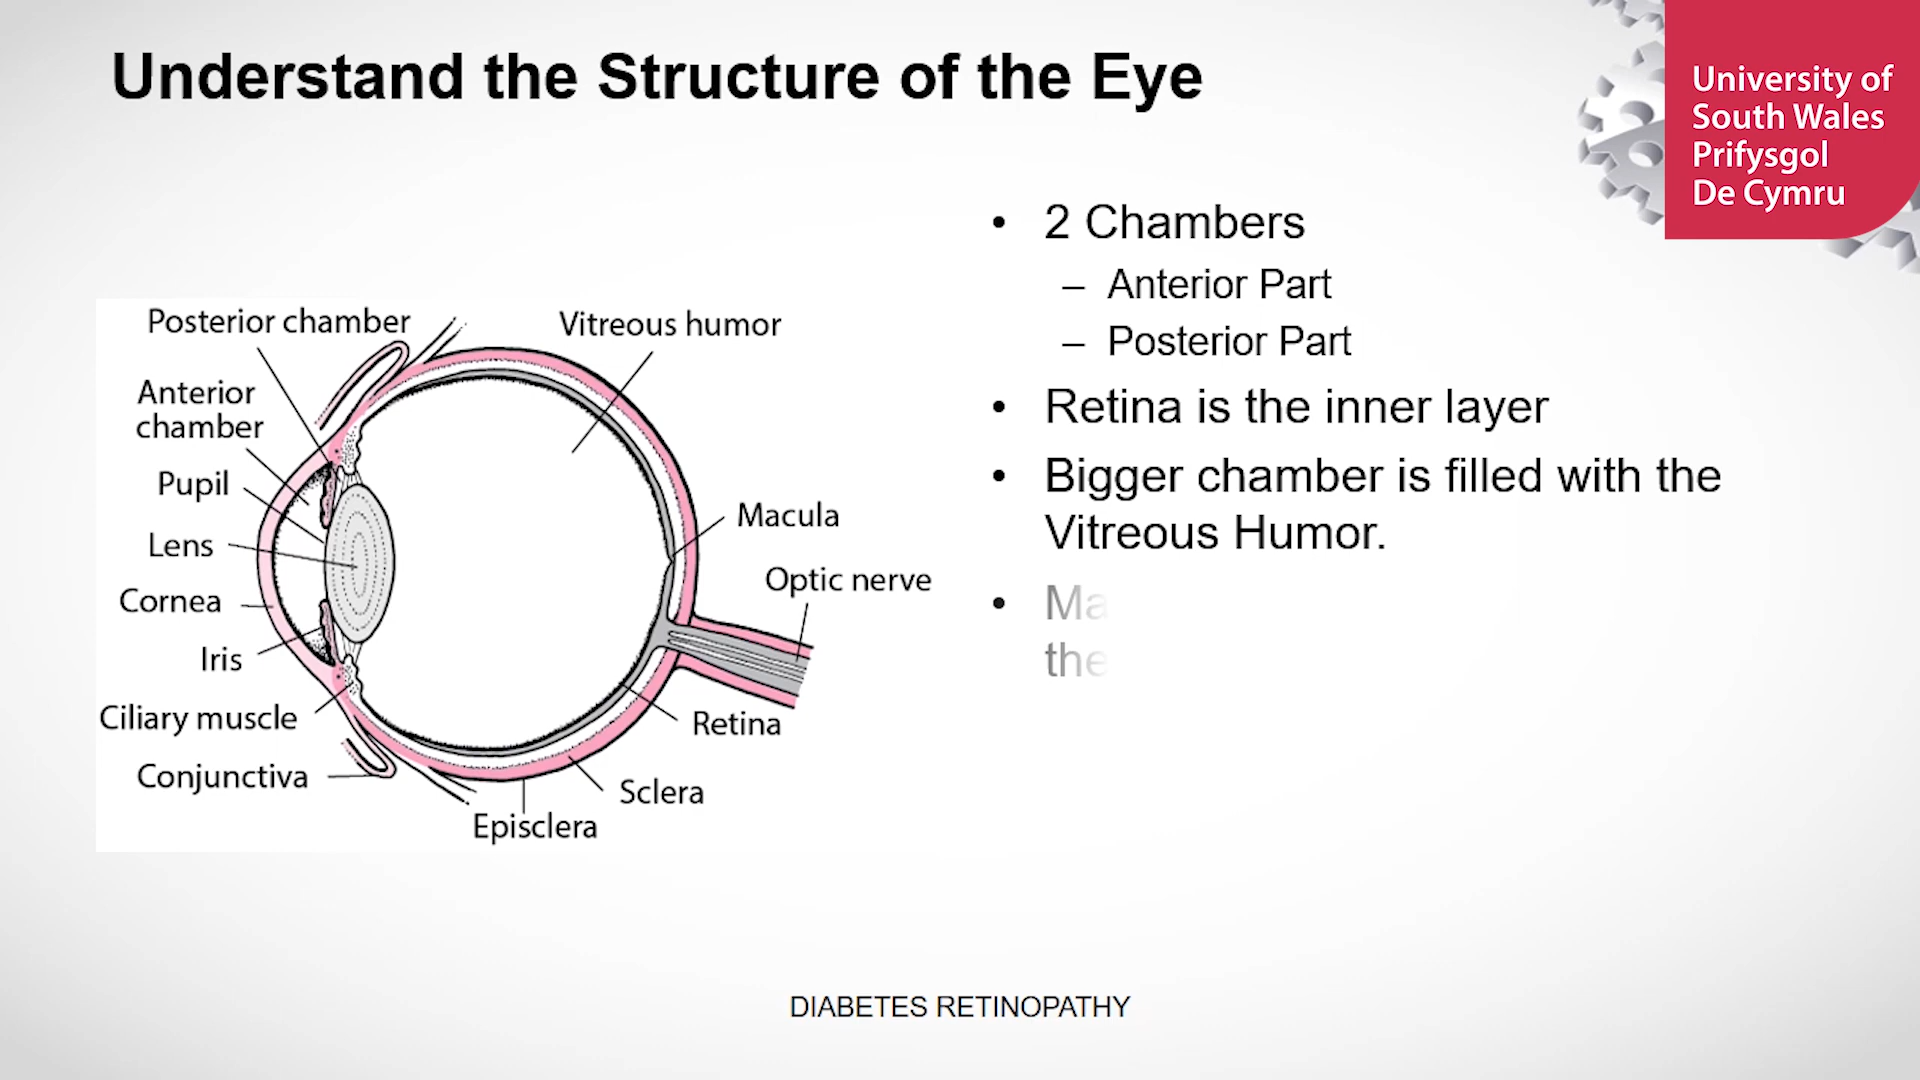 Understand the Structure of the Eye
University of
South Wales
Prifysgol
De Cymru
• 2 Chambers
– Anterior Part
– Posterior Part
• Retina is the inner layer
• Bigger chamber is filled with the
Vitreous Humor.
•
Posterior chamber
Vitreous humor
Anterior
chamber
Pupil
Lens
Cornea
Iris
Ciliary muscle
Conjunctiva
Macula
Optic nerve
Retina
Sclera
Episclera
DIABETES RETINOPATHY